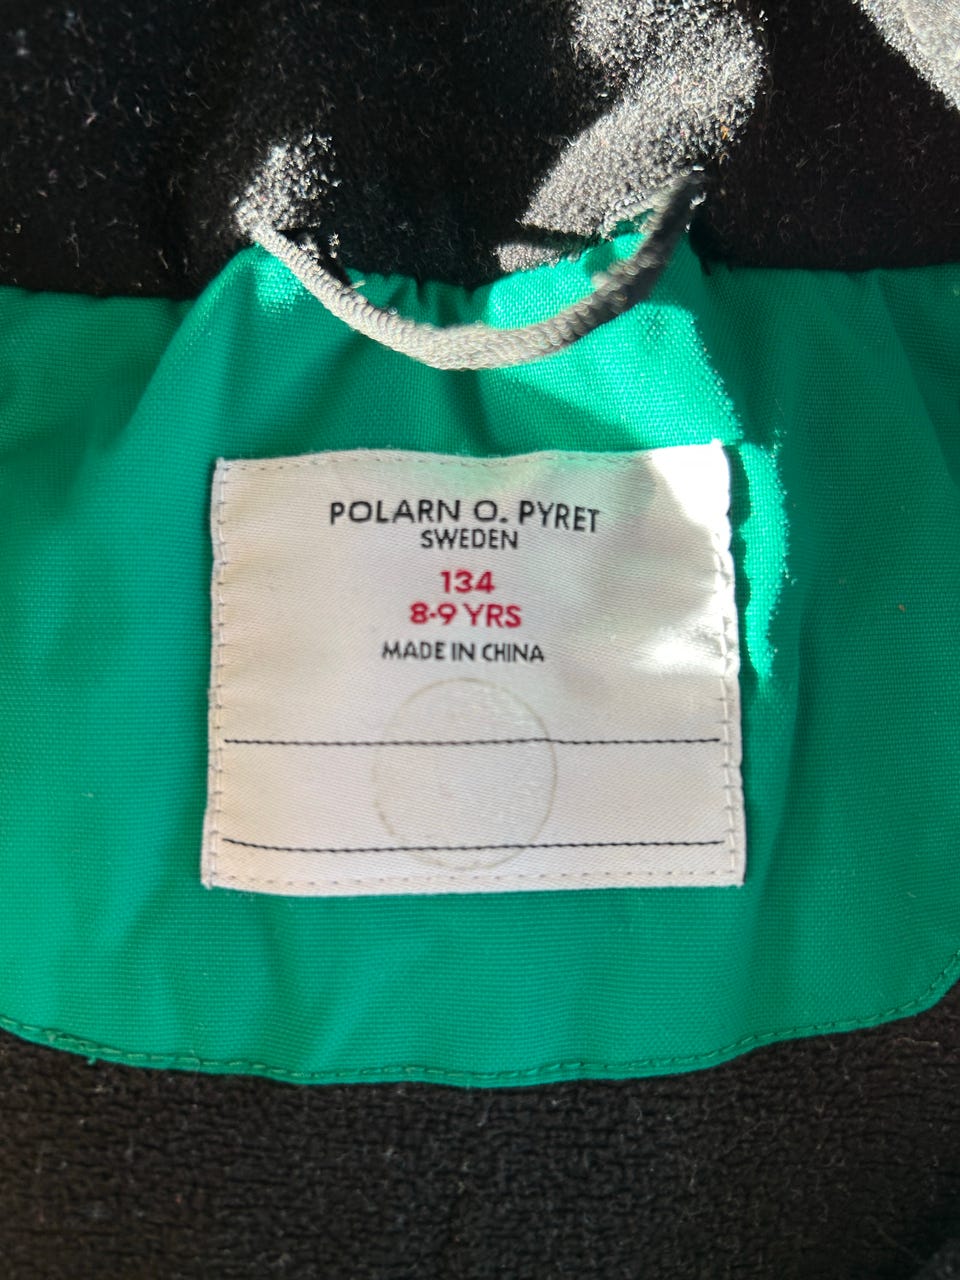 POLARN O. PYRET
SWEDEN
134
8-9 YRS
MADE IN CHINA